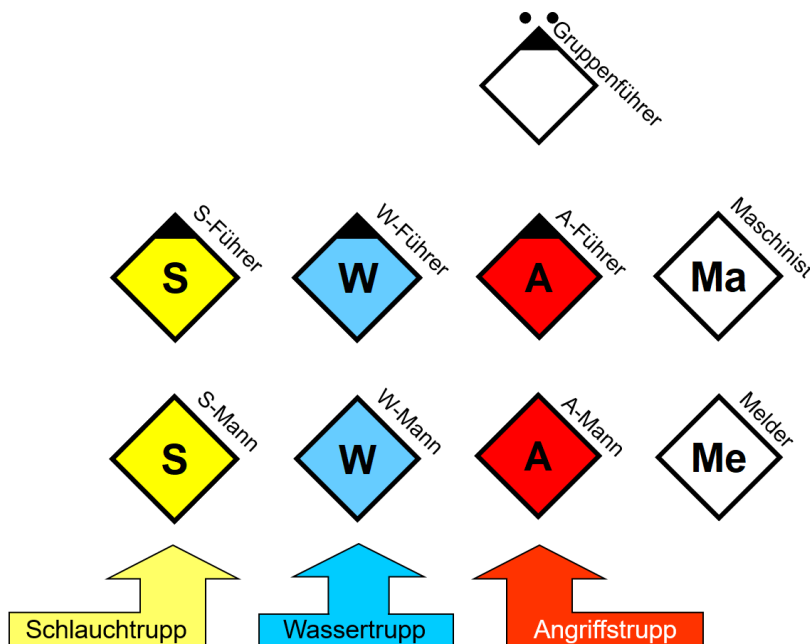 Gruppenführer
S-Führer
W-Führer
A-Führer
Maschinist
S
W
A
Ma
S-Mann
W-Mann
A-Mann
Melder
S
W
A
Me
Schlauchtrupp
Wassertrupp
Angriffstrupp